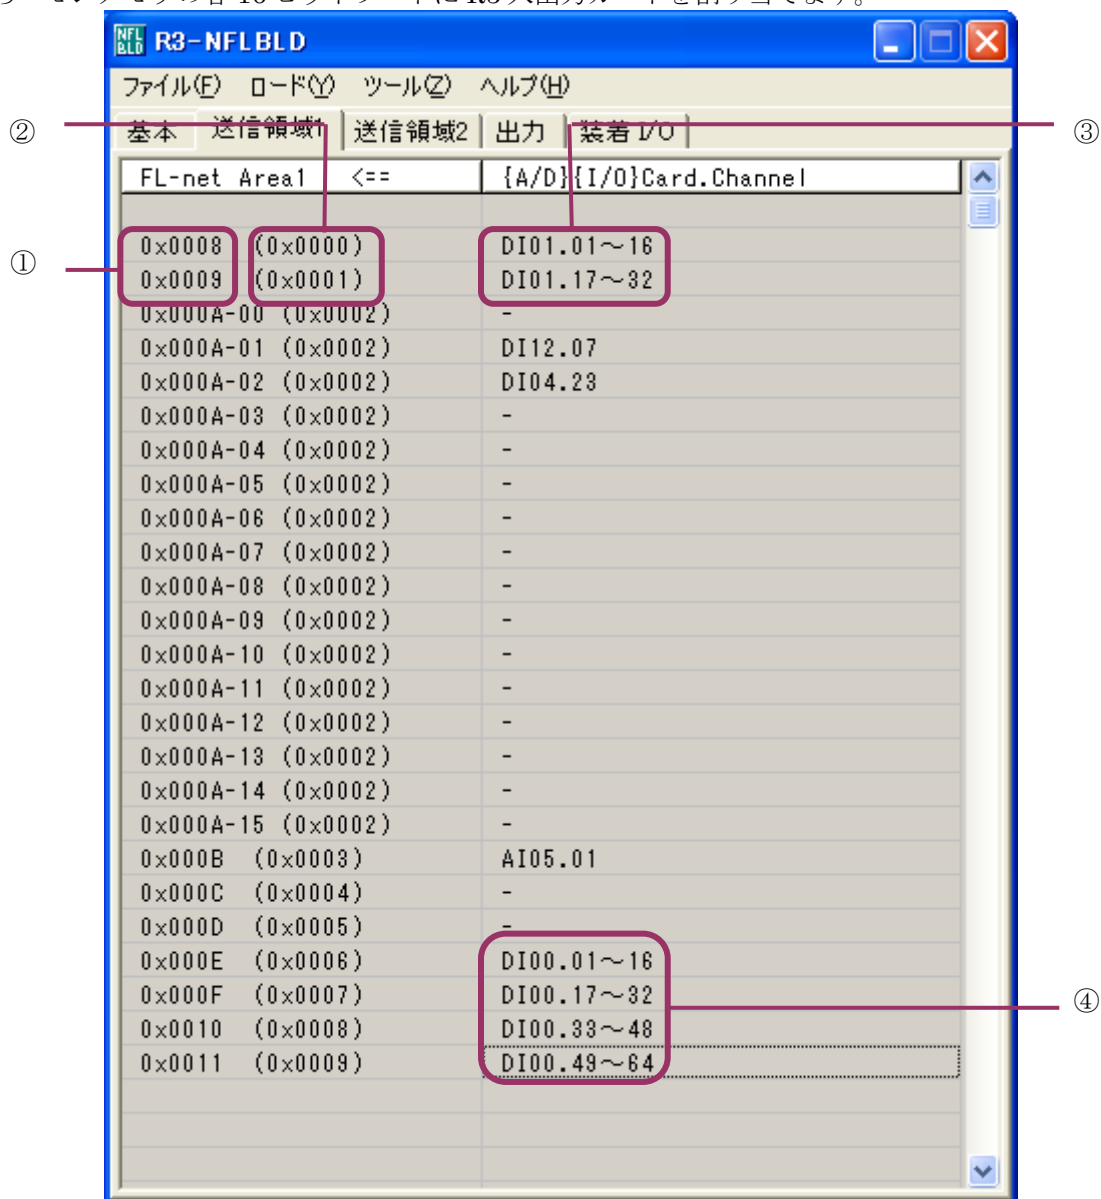 R3-NFLBLD
ファイル(F) ロード(Y) ツール(Z) ヘルプ(H)
② 基本 送信領域1 送信領域2 出力 装着 I/O ③
FL-net Area1 <== {A/D}{I/O}Card.Channel
① 0x0008 (0x0000) DI01.01～16
0x0009 (0x0001) DI01.17～32
0x000A-00 (0x0002) -
0x000A-01 (0x0002) DI12.07
0x000A-02 (0x0002) DI04.23
0x000A-03 (0x0002) -
0x000A-04 (0x0002) -
0x000A-05 (0x0002) -
0x000A-06 (0x0002) -
0x000A-07 (0x0002) -
0x000A-08 (0x0002) -
0x000A-09 (0x0002) -
0x000A-10 (0x0002) -
0x000A-11 (0x0002) -
0x000A-12 (0x0002) -
0x000A-13 (0x0002) -
0x000A-14 (0x0002) -
0x000A-15 (0x0002) -
0x000B (0x0003) AI05.01
0x000C (0x0004) -
0x000D (0x0005) -
0x000E (0x0006) DI00.01～16
0x000F (0x0007) DI00.17～32 ④
0x0010 (0x0008) DI00.33～48
0x0011 (0x0009) DI00.49～64